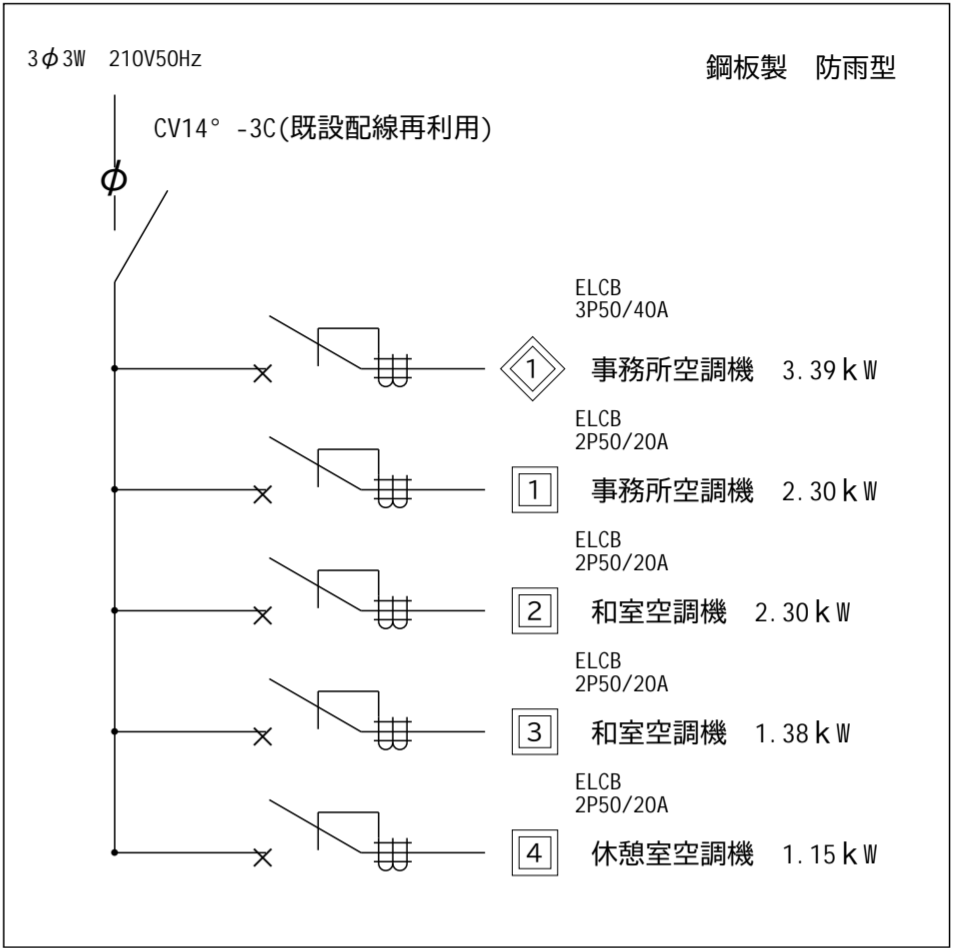 3φ3W 210V50Hz
鋼板製 防雨型
CV14° -3C(既設配線再利用)
φ
ELCB
3P50/40A
1 事務所空調機 3.39kW
ELCB
2P50/20A
1 事務所空調機 2.30kW
ELCB
2P50/20A
2 和室空調機 2.30kW
ELCB
2P50/20A
3 和室空調機 1.38kW
ELCB
2P50/20A
4 休憩室空調機 1.15kW